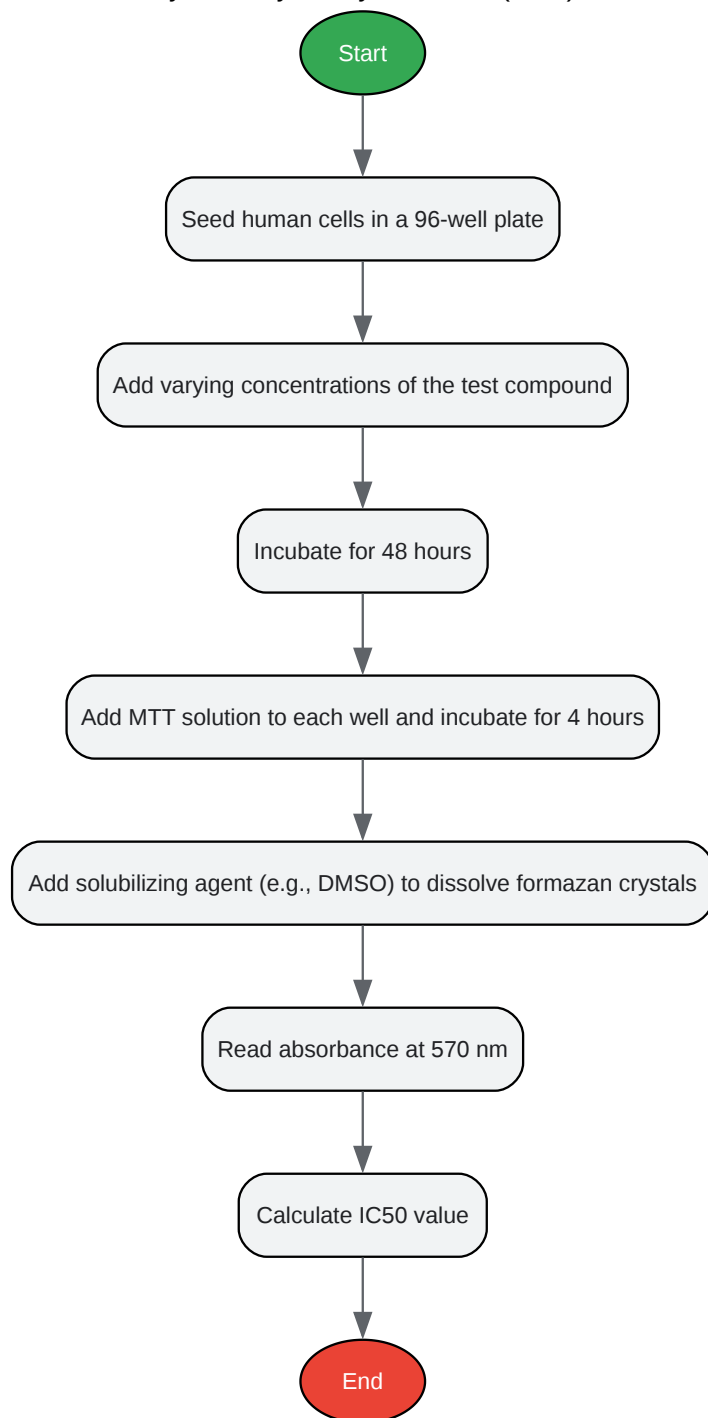 Start
Seed human cells in a 96-well plate
Add varying concentrations of the test compound
Incubate for 48 hours
Add MTT solution to each well and incubate for 4 hours
Add solubilizing agent (e.g., DMSO) to dissolve formazan crystals
Read absorbance at 570 nm
Calculate IC50 value
End